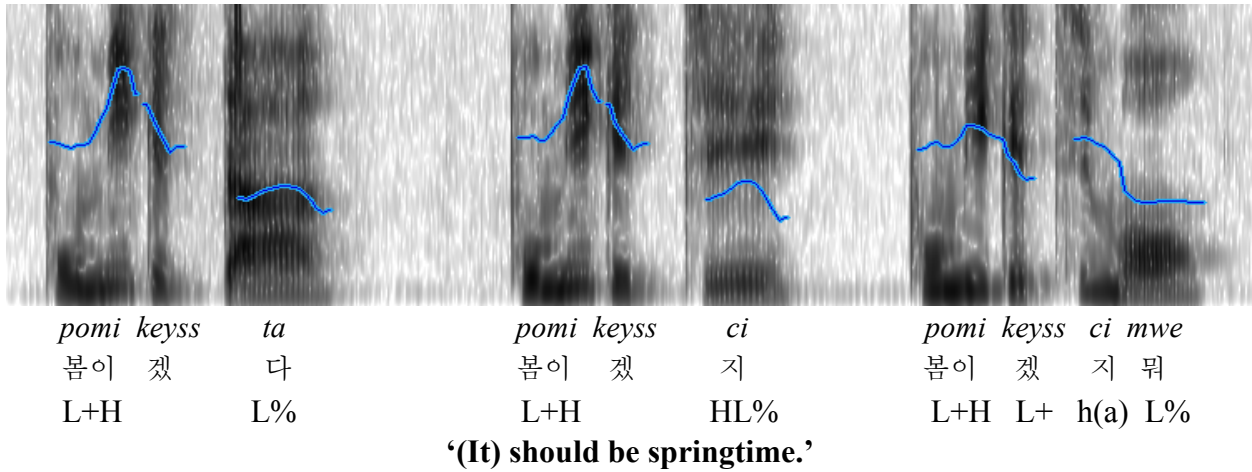 pomi keyss ta pomi keyss ci pomi keyss ci mwe
봄이 겠 다 봄이 겠 지 봄이 겠 지 뭐
L+H L% L+H HL% L+H L+ h(a) L%
‘(It) should be springtime.’